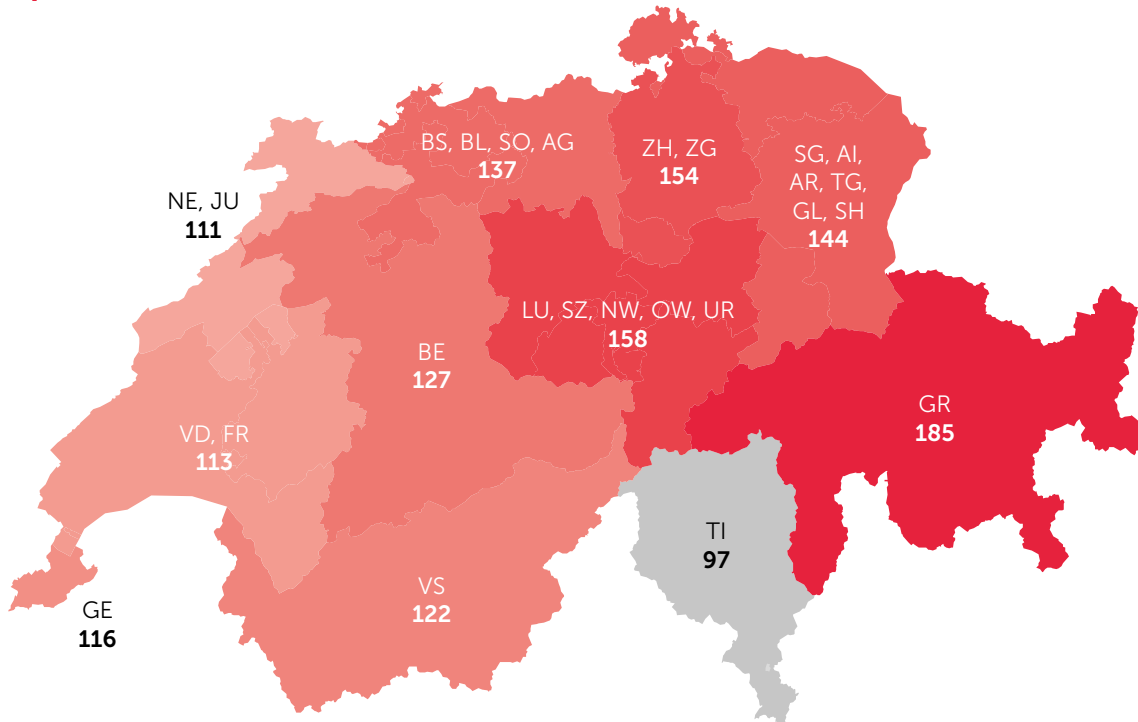 BS, BL, SO, AG
137
ZH, ZG
154
SG, AI,
AR, TG,
GL, SH
144
NE, JU
111
LU, SZ, NW, OW, UR
158
BE
127
GR
185
VD, FR
113
TI
97
VS
122
GE
116